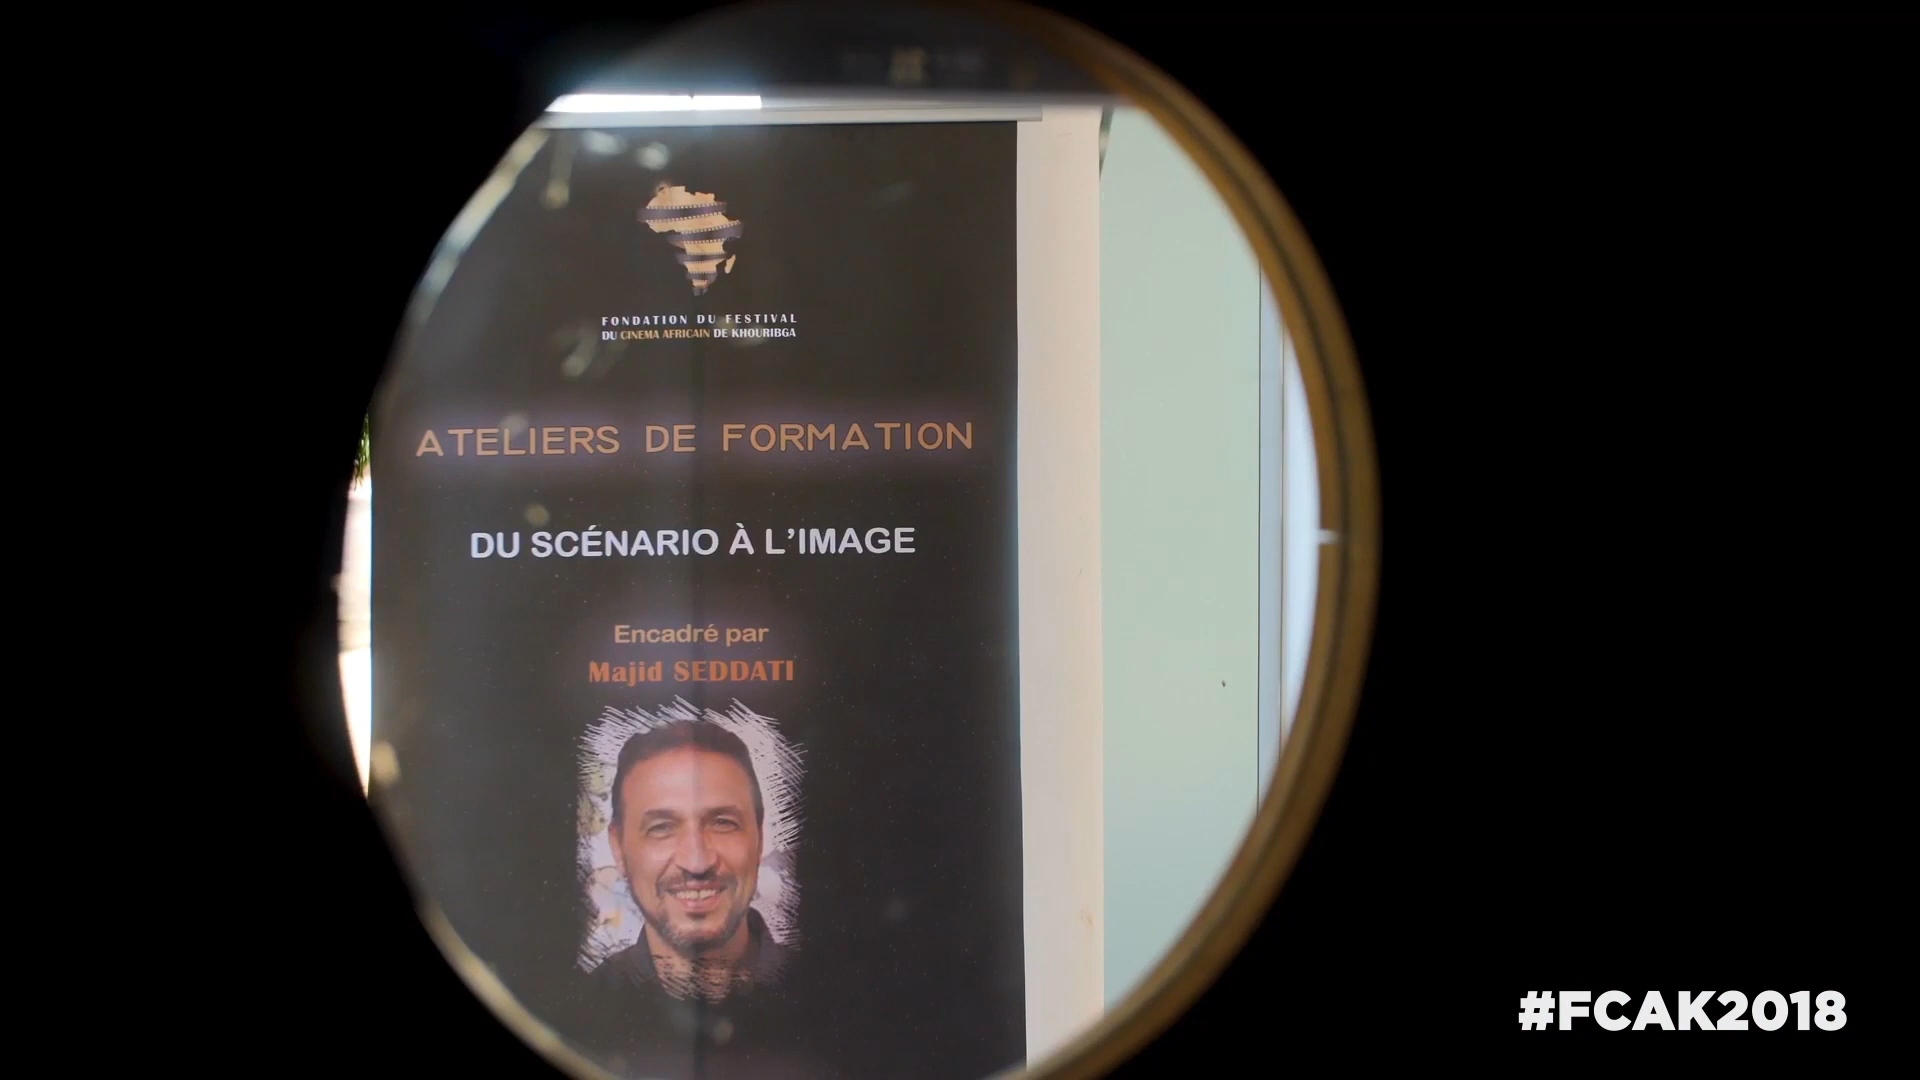 FONDATION DU FESTIVAL
DU CINEMA AFRICAIN DE KHOURIBGA
ATELIERS DE FORMATION
DU SCÉNARIO À L'IMAGE
Encadré par
Majid SEDDATI
#FCAK2018